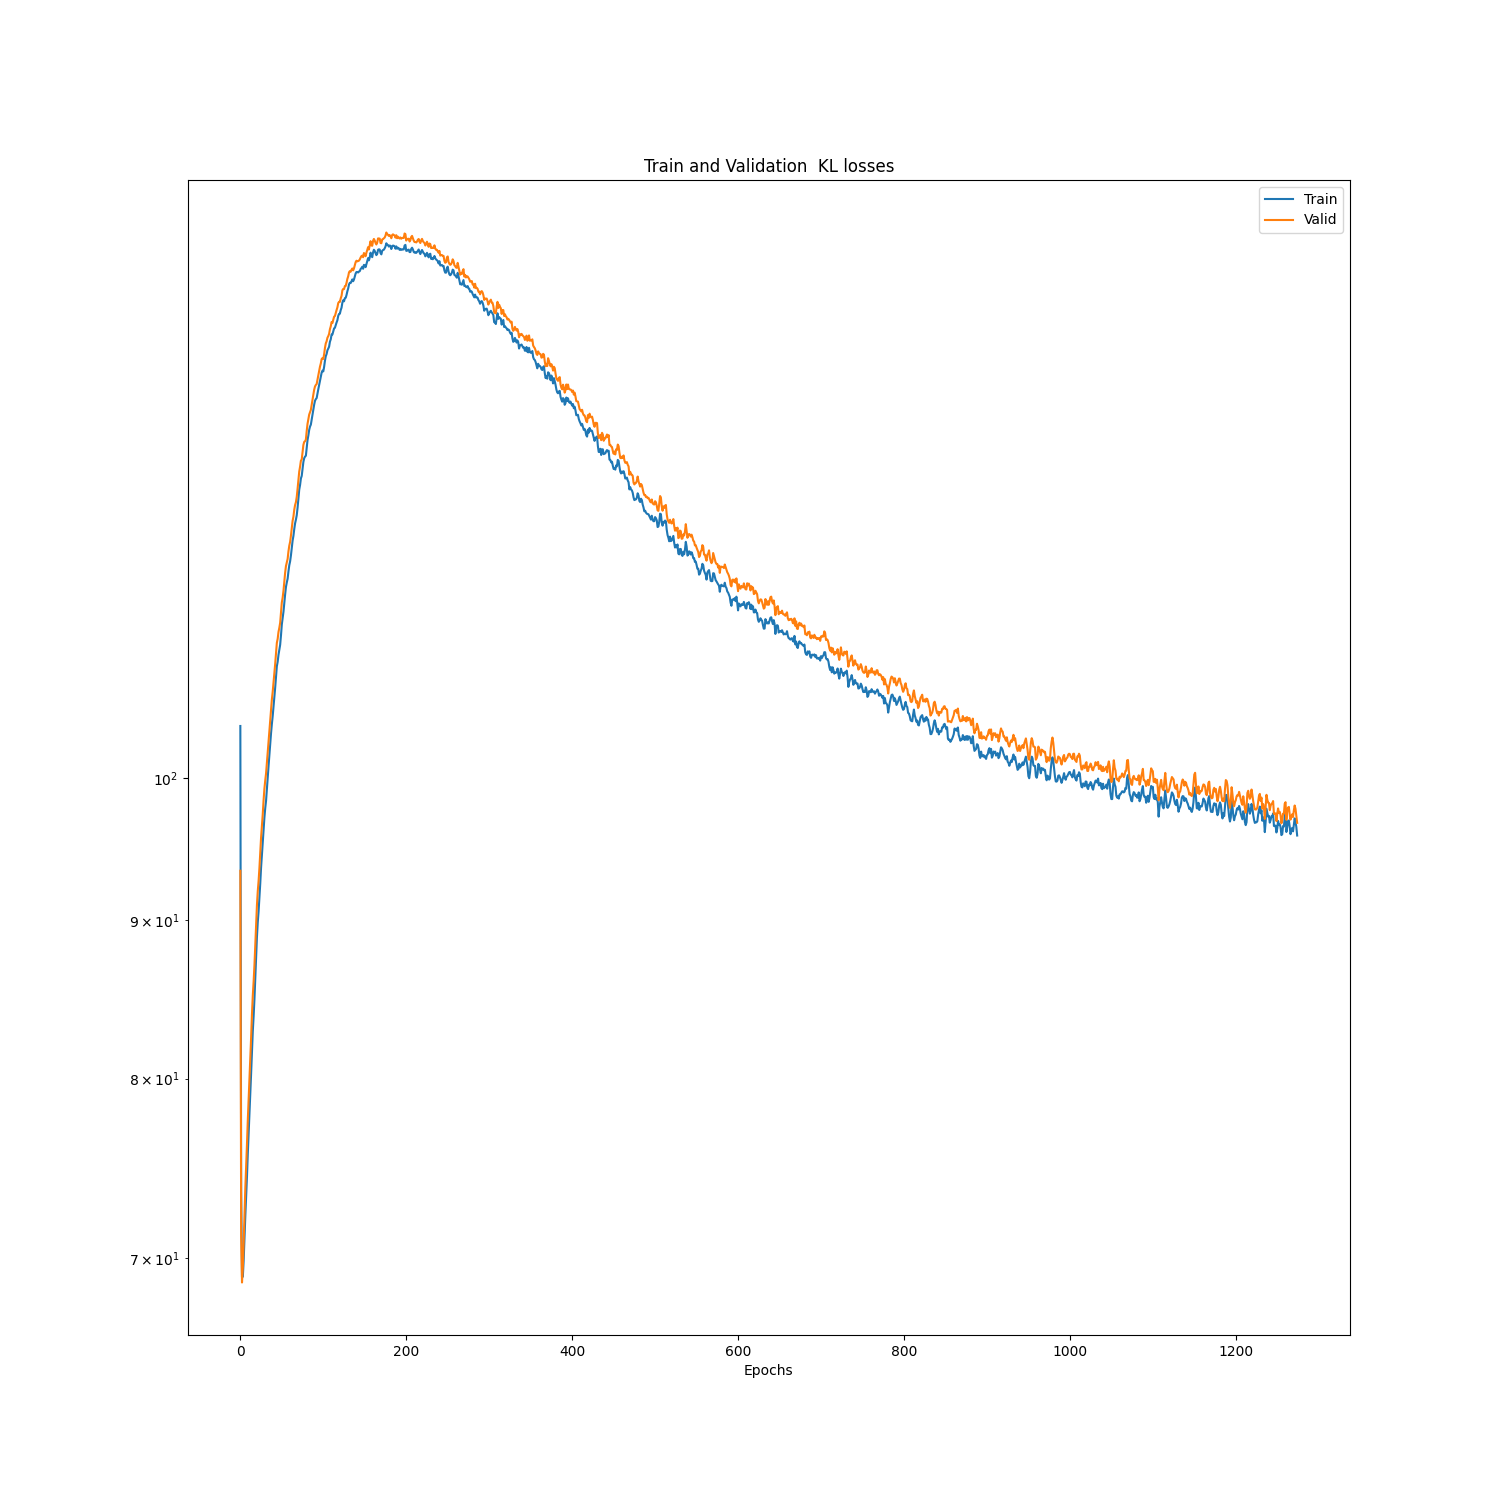 Train and Validation  KL losses
Train
Valid
10²
9 × 10¹
8 × 10¹
7 × 10¹
0 200 400 600 800 1000 1200
Epochs